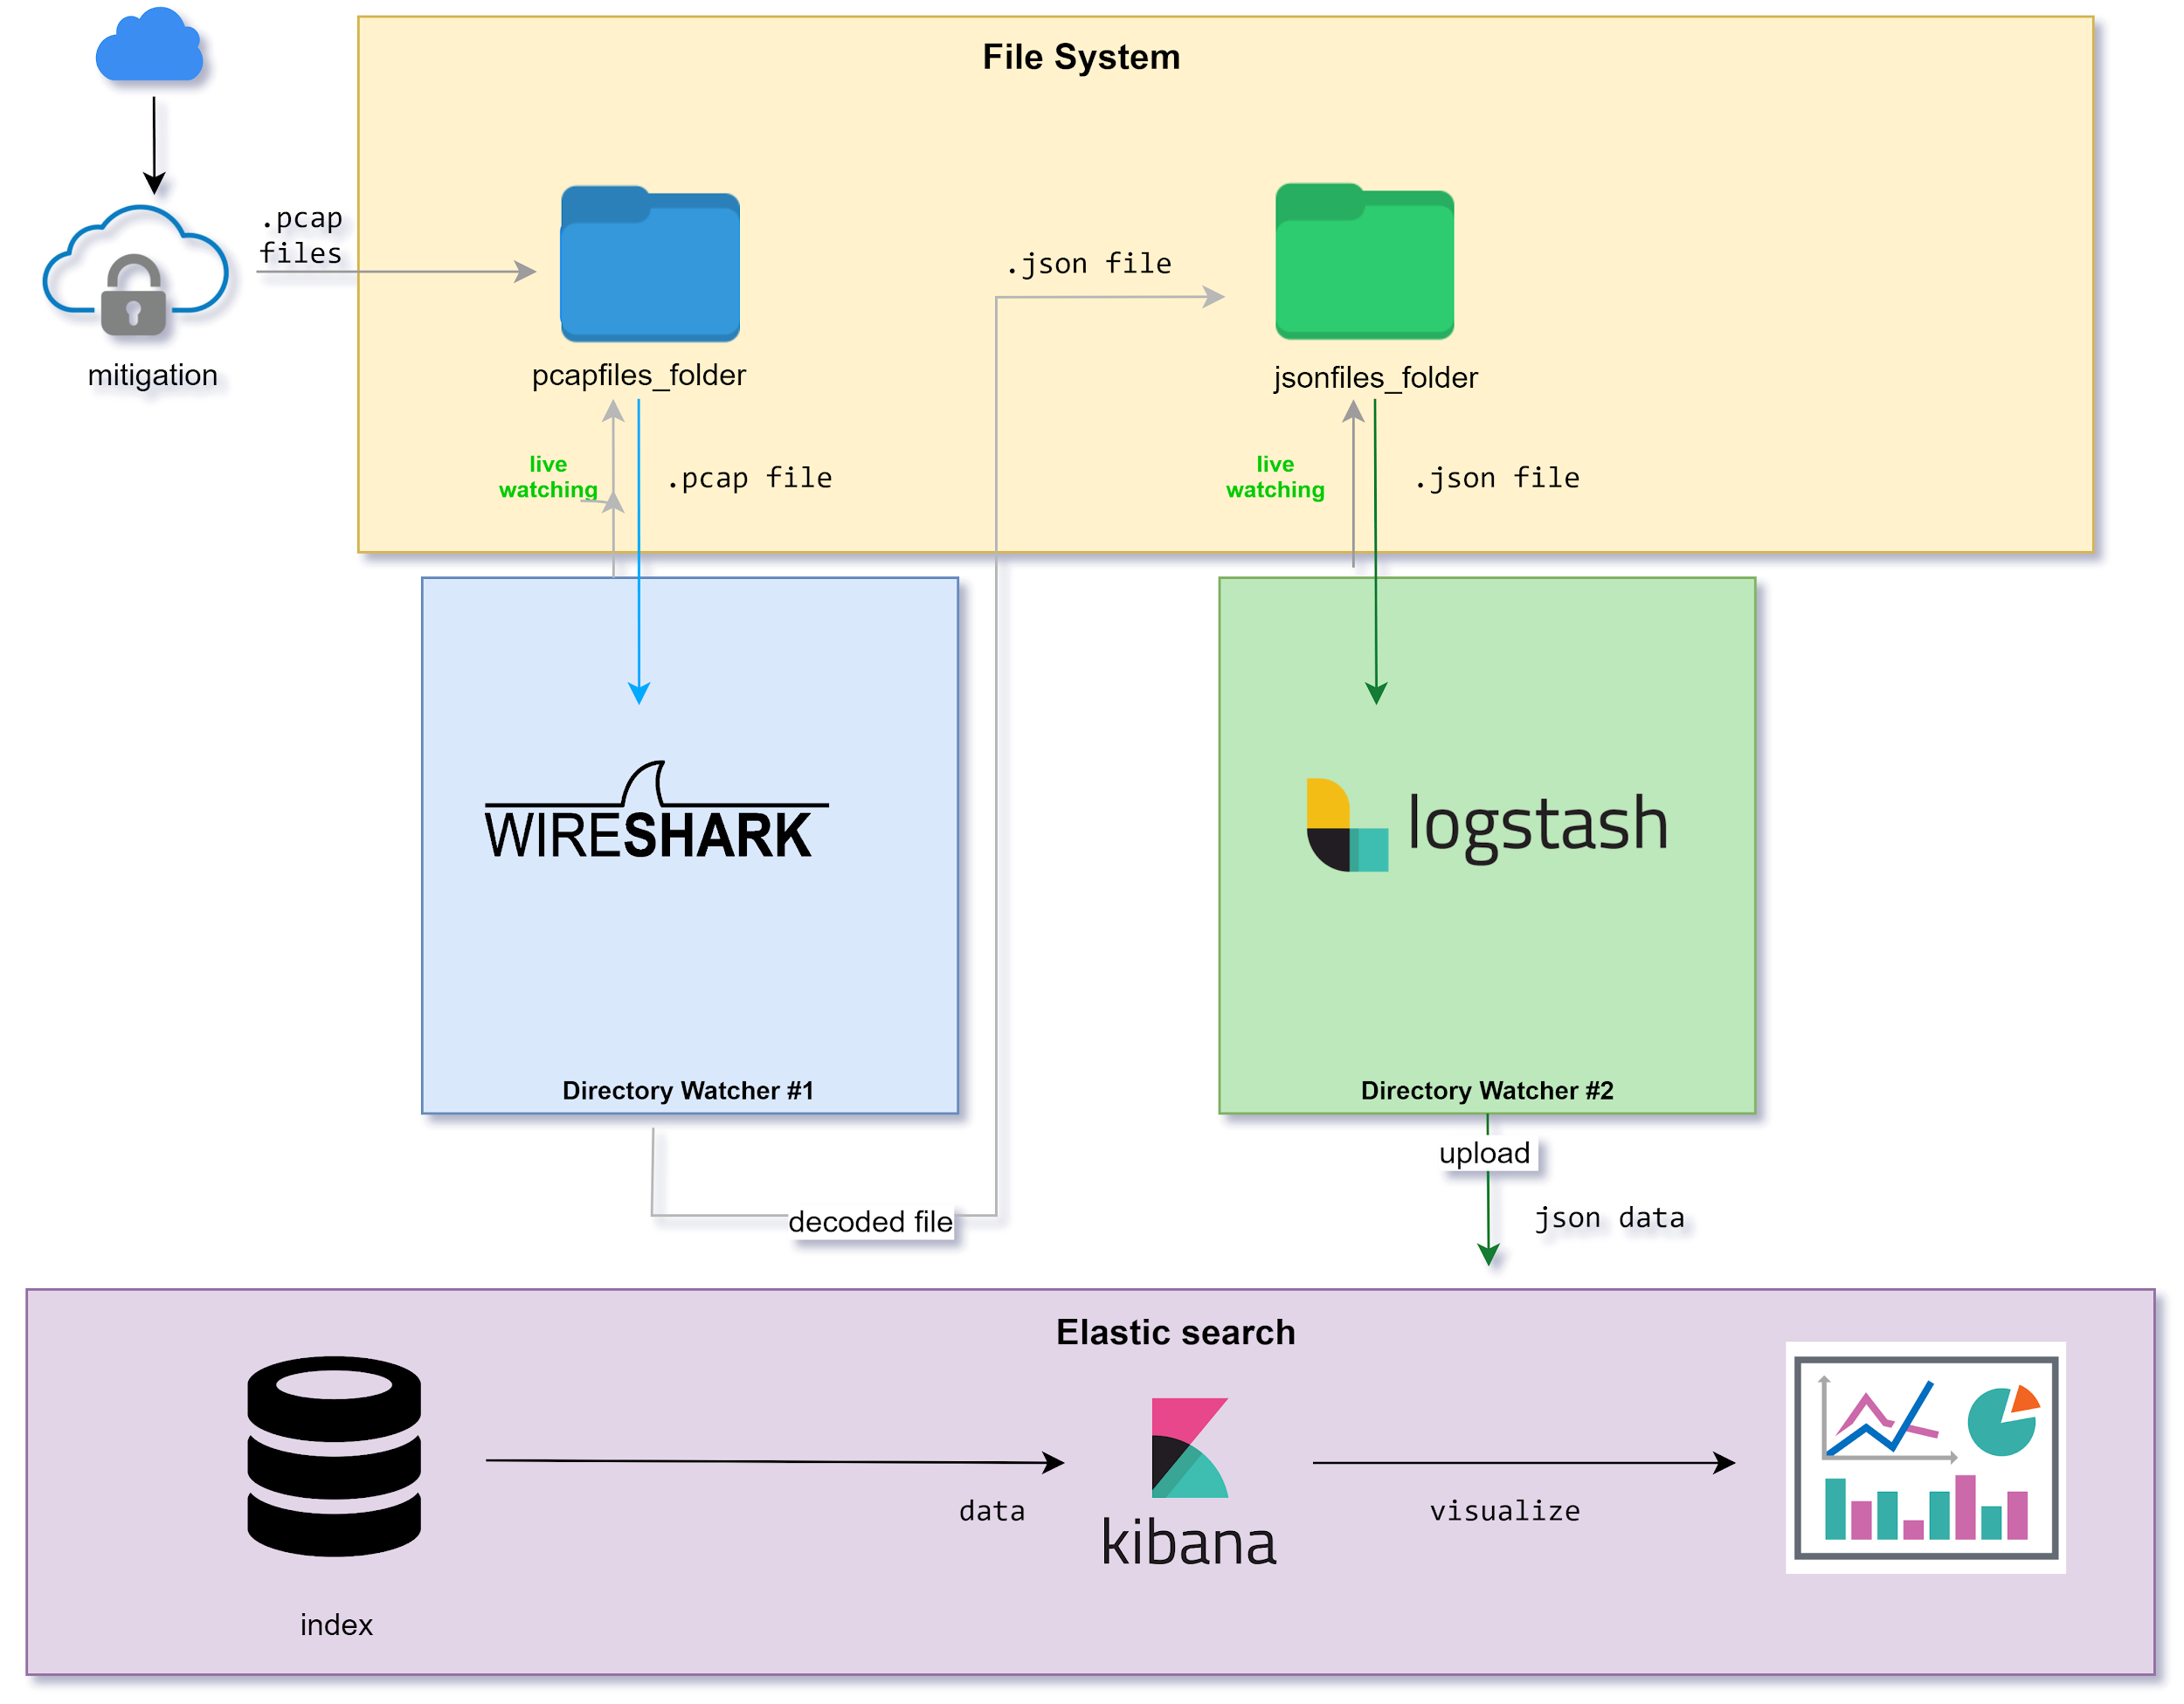 File System
.pcap
files
.json file
mitigation
pcapfiles_folder
jsonfiles_folder
live
watching
.pcap file
live
watching
.json file
WIRESHARK
logstash
Directory Watcher #1
Directory Watcher #2
upload
json data
decoded file
Elastic search
data
visualize
kibana
index